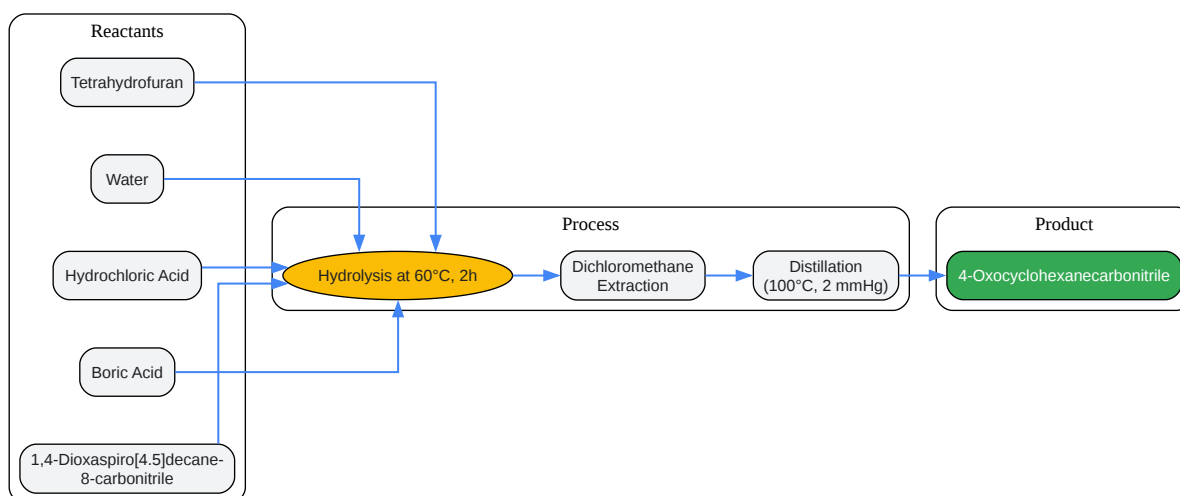 Reactants
Tetrahydrofuran
Water
Hydrochloric Acid
Boric Acid
1,4-Dioxaspiro[4.5]decane-
8-carbonitrile
Process
Hydrolysis at 60°C, 2h
Dichloromethane
Extraction
Distillation
(100°C, 2 mmHg)
Product
4-Oxocyclohexanecarbonitrile